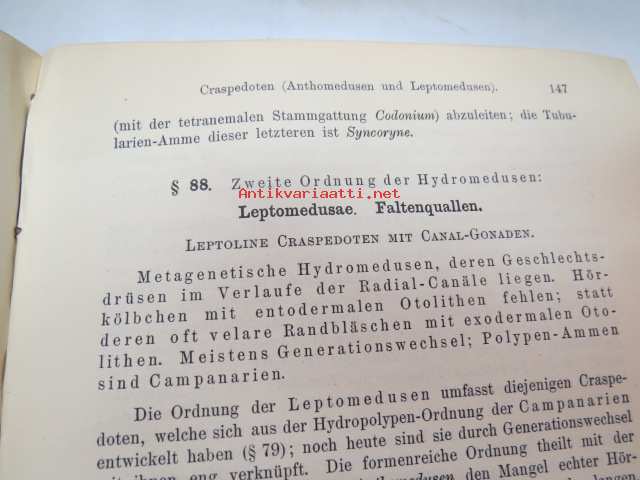 Craspedoten (Anthomedusen und Leptomedusen). 147
(mit der tetranemalen Stammgattung Codonium) abzuleiten; die Tubu-
larien-Amme dieser letzteren ist Syncoryne.
§ 88. Zweite Ordnung der Hydromedusen:
Antikvariaatti.net
Leptomedusae. Faltenquallen.
Leptoline Craspedoten mit Canal-Gonaden.
Metagenetische Hydromedusen, deren Geschlechts-
drüsen im Verlaufe der Radial-Canäle liegen. Hör-
kölbchen mit entodermalen Otolithen fehlen; statt
deren oft velare Randbläschen mit exodermalen Oto-
lithen. Meistens Generationswechsel; Polypen-Ammen
sind Campanarien.
Die Ordnung der Leptomedusen umfasst diejenigen Craspe-
doten, welche sich aus der Hydropolypen-Ordnung der Campanarien
entwickelt haben (§ 79); noch heute sind sie durch Generationswechsel
mit ihnen eng verknüpft. Die formenreiche Ordnung theilt mit der
den Mangel echter Hör-